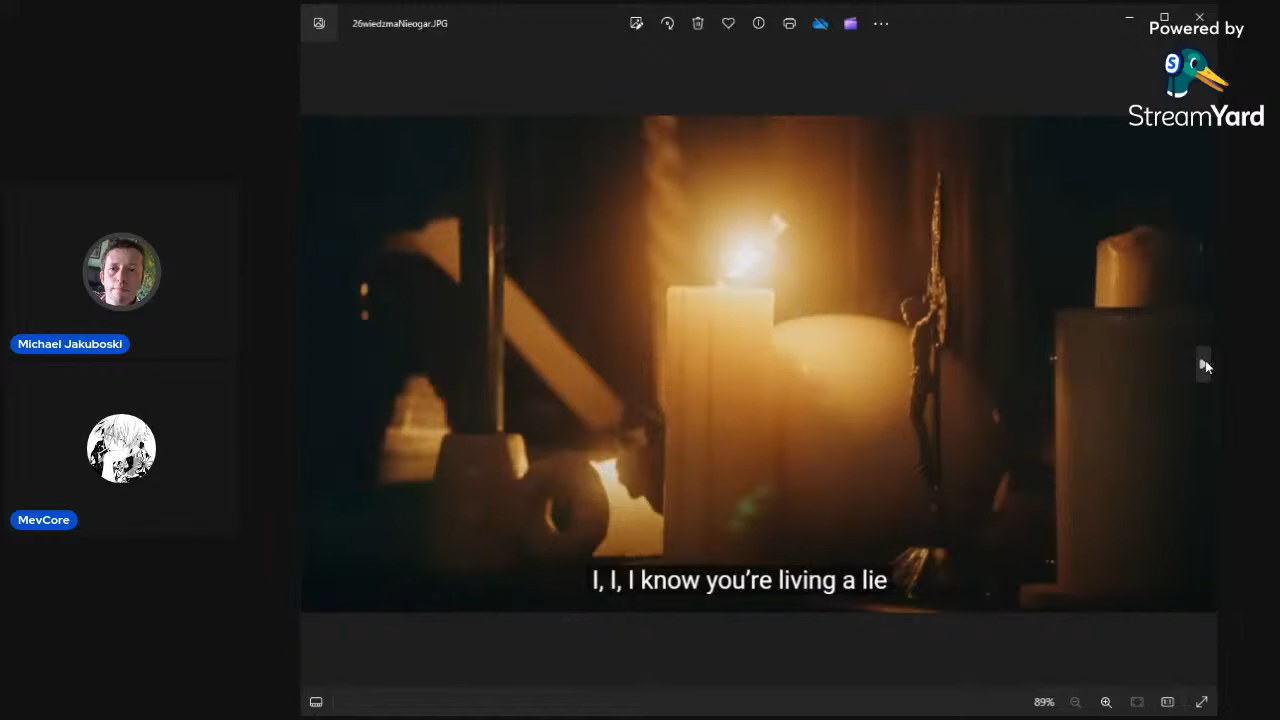 26wiedzmaNieogar.JPG
Powered by
S
StreamYard
Michael Jakuboski
MevCore
I, I, I know you're living a lie
89%